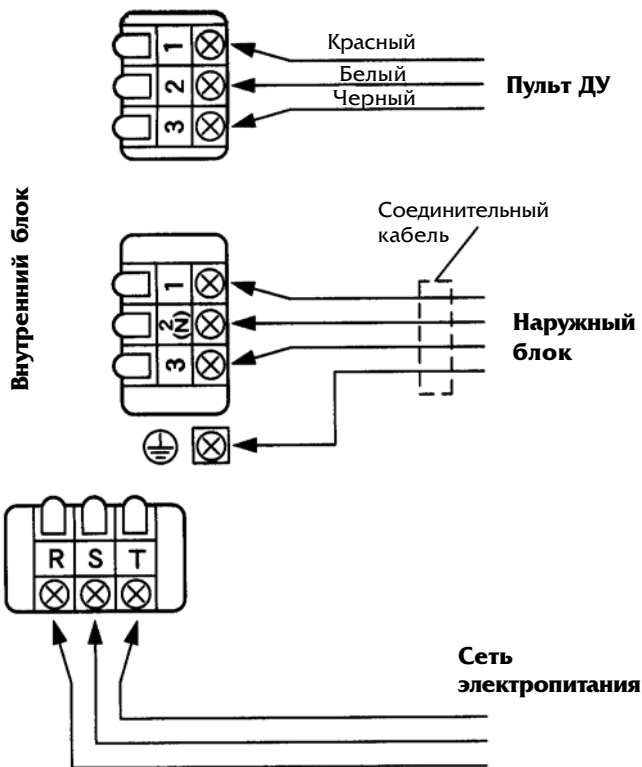 1
Красный
2
Белый
Пульт ДУ
3
Черный
Внутренний блок
Соединительный
кабель
1
2
(N)
Наружный
блок
3
R S T
Сеть
электропитания